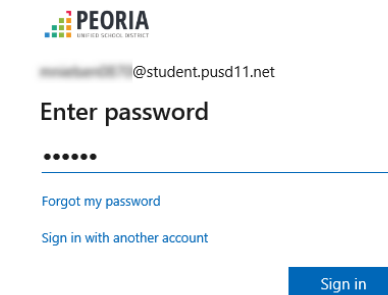 PEORIA
UNIFIED SCHOOL DISTRICT
@student.pusd11.net
Enter password
••••••
Forgot my password
Sign in with another account
Sign in